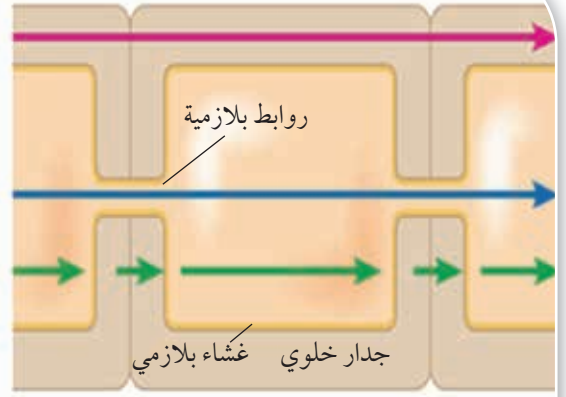 روابط بلازمية
جدار خلوي
غشاء بلازمي